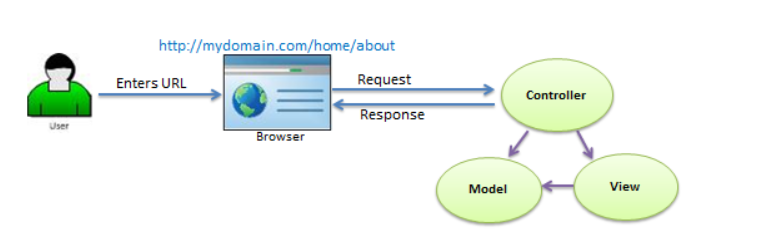 http://mydomain.com/home/about
Enters URL
Request
Controller
Response
User
Browser
Model
View